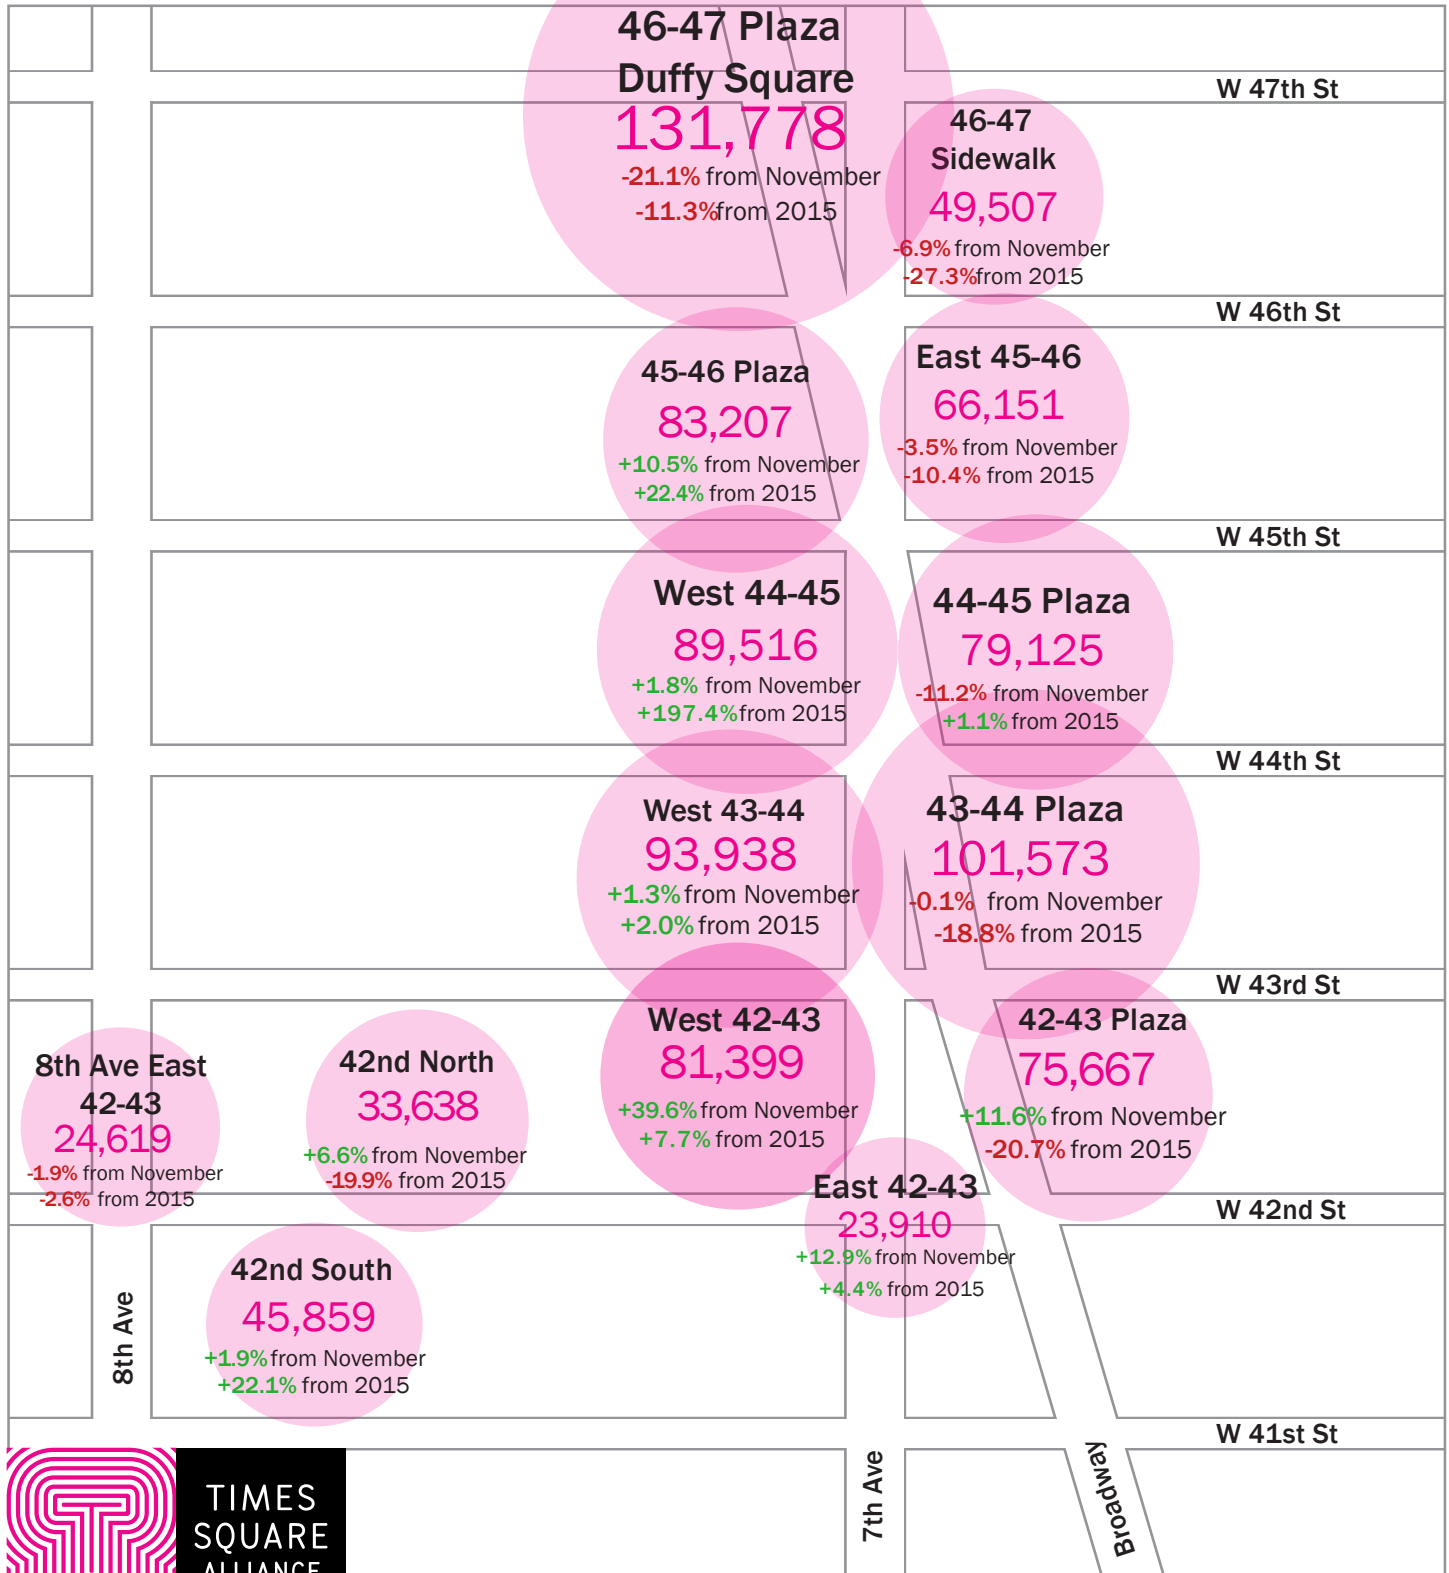 46-47 Plaza
Duffy Square
131,778
-21.1% from November
-11.3% from 2015
W 47th St
46-47
Sidewalk
49,507
-6.9% from November
-27.3% from 2015
W 46th St
45-46 Plaza
83,207
+10.5% from November
+22.4% from 2015
East 45-46
66,151
-3.5% from November
-10.4% from 2015
W 45th St
West 44-45
89,516
+1.8% from November
+197.4% from 2015
44-45 Plaza
79,125
-11.2% from November
+1.1% from 2015
W 44th St
West 43-44
93,938
+1.3% from November
+2.0% from 2015
43-44 Plaza
101,573
-0.1% from November
-18.8% from 2015
W 43rd St
8th Ave East
42-43
24,619
-1.9% from November
-2.6% from 2015
42nd North
33,638
+6.6% from November
-19.9% from 2015
West 42-43
81,399
+39.6% from November
+7.7% from 2015
42-43 Plaza
75,667
+11.6% from November
-20.7% from 2015
East 42-43
23,910
+12.9% from November
+4.4% from 2015
W 42nd St
42nd South
45,859
+1.9% from November
+22.1% from 2015
8th Ave
W 41st St
7th Ave
Broadway
TIMES
SQUARE
ALLIANCE